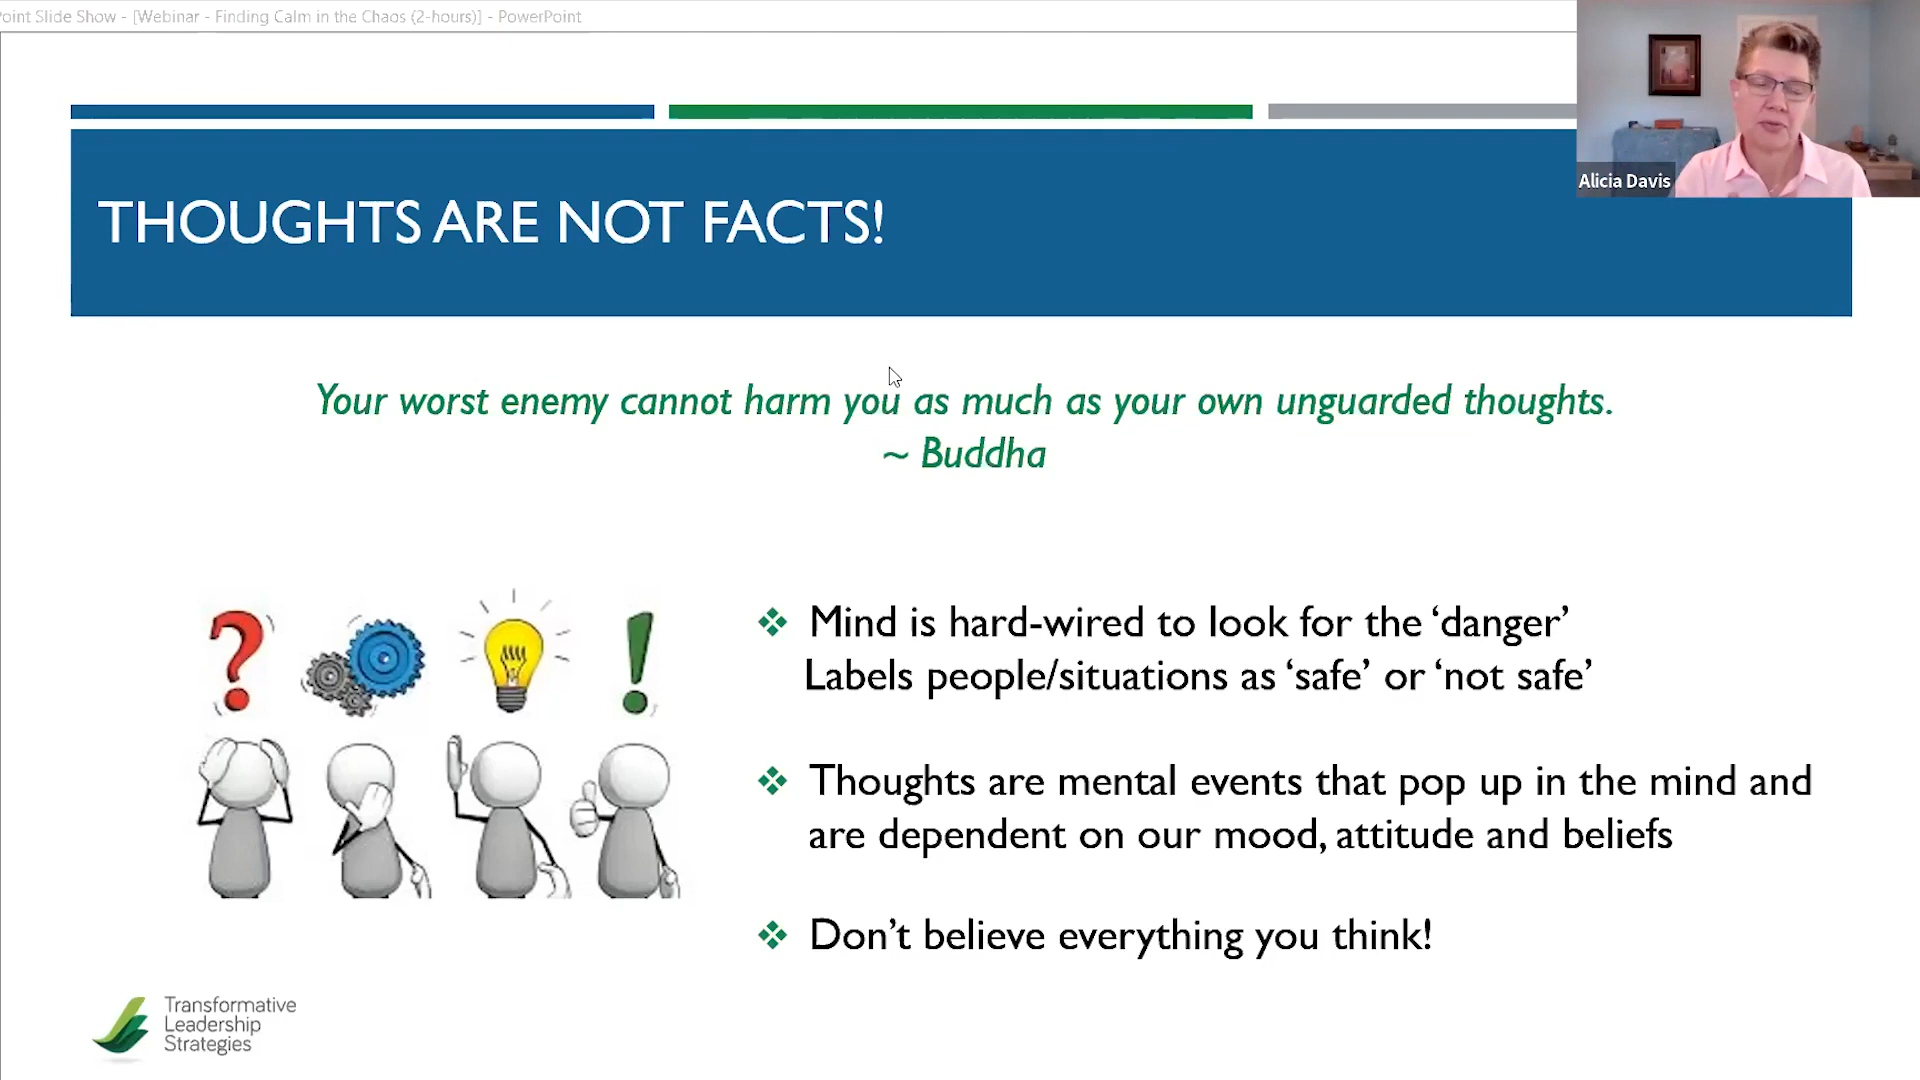 oint Slide Show - [Webinar - Finding Calm in the Chaos (2-hours)] - PowerPoint
Alicia Davis
THOUGHTS ARE NOT FACTS!
Your worst enemy cannot harm you as much as your own unguarded thoughts.
~ Buddha
Mind is hard-wired to look for the ‘danger’
Labels people/situations as ‘safe’ or ‘not safe’
Thoughts are mental events that pop up in the mind and
are dependent on our mood, attitude and beliefs
Don’t believe everything you think!
Transformative
Leadership
Strategies